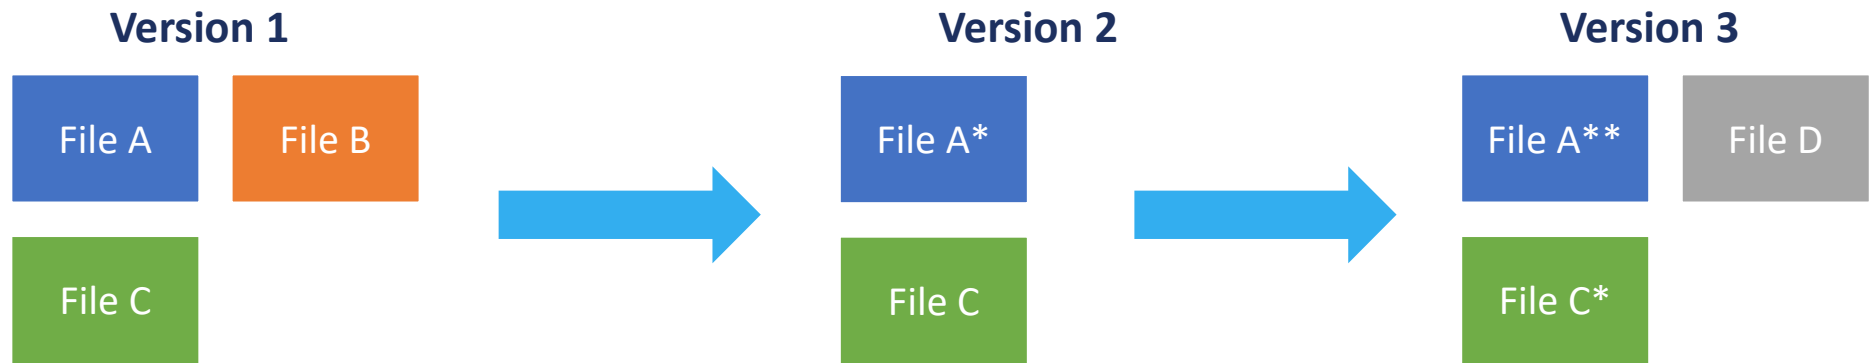 Version 1
Version 2
Version 3
File A
File B
File A*
File A**
File D
File C
File C
File C*